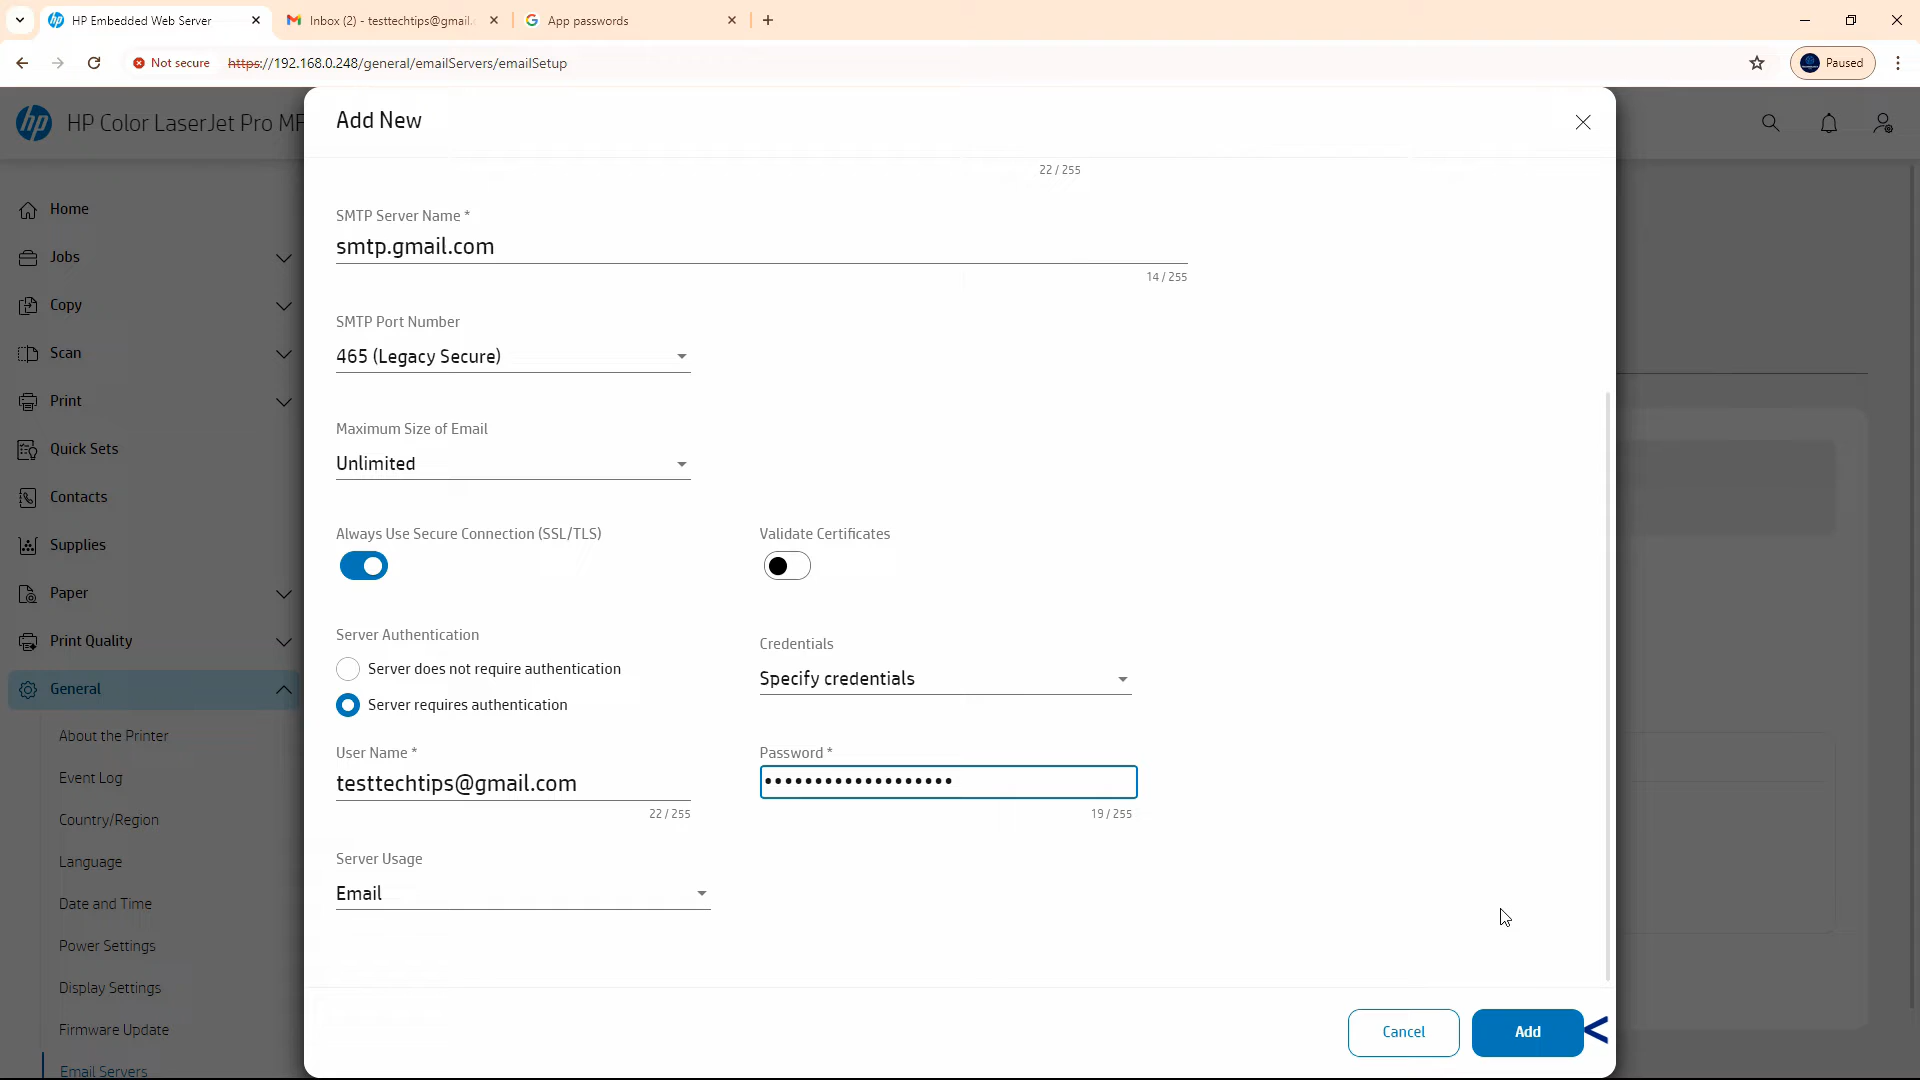 HP Embedded Web Server
Inbox (2) - testtechtips@gmail.
App passwords
Not secure
https://192.168.0.248/general/emailServers/emailSetup
Paused
hp
HP Color LaserJet Pro MF
Add New
22 / 255
SMTP Server Name *
smtp.gmail.com
14 / 255
SMTP Port Number
465 (Legacy Secure)
Maximum Size of Email
Unlimited
Always Use Secure Connection (SSL/TLS)
Validate Certificates
Server Authentication
Server does not require authentication
Server requires authentication
Credentials
Specify credentials
User Name *
testtechtips@gmail.com
22 / 255
Password *
•••••••••••••••••••
19 / 255
Server Usage
Email
Cancel
Add
Home
Jobs
Copy
Scan
Print
Quick Sets
Contacts
Supplies
Paper
Print Quality
General
About the Printer
Event Log
Country/Region
Language
Date and Time
Power Settings
Display Settings
Firmware Update
Email Servers